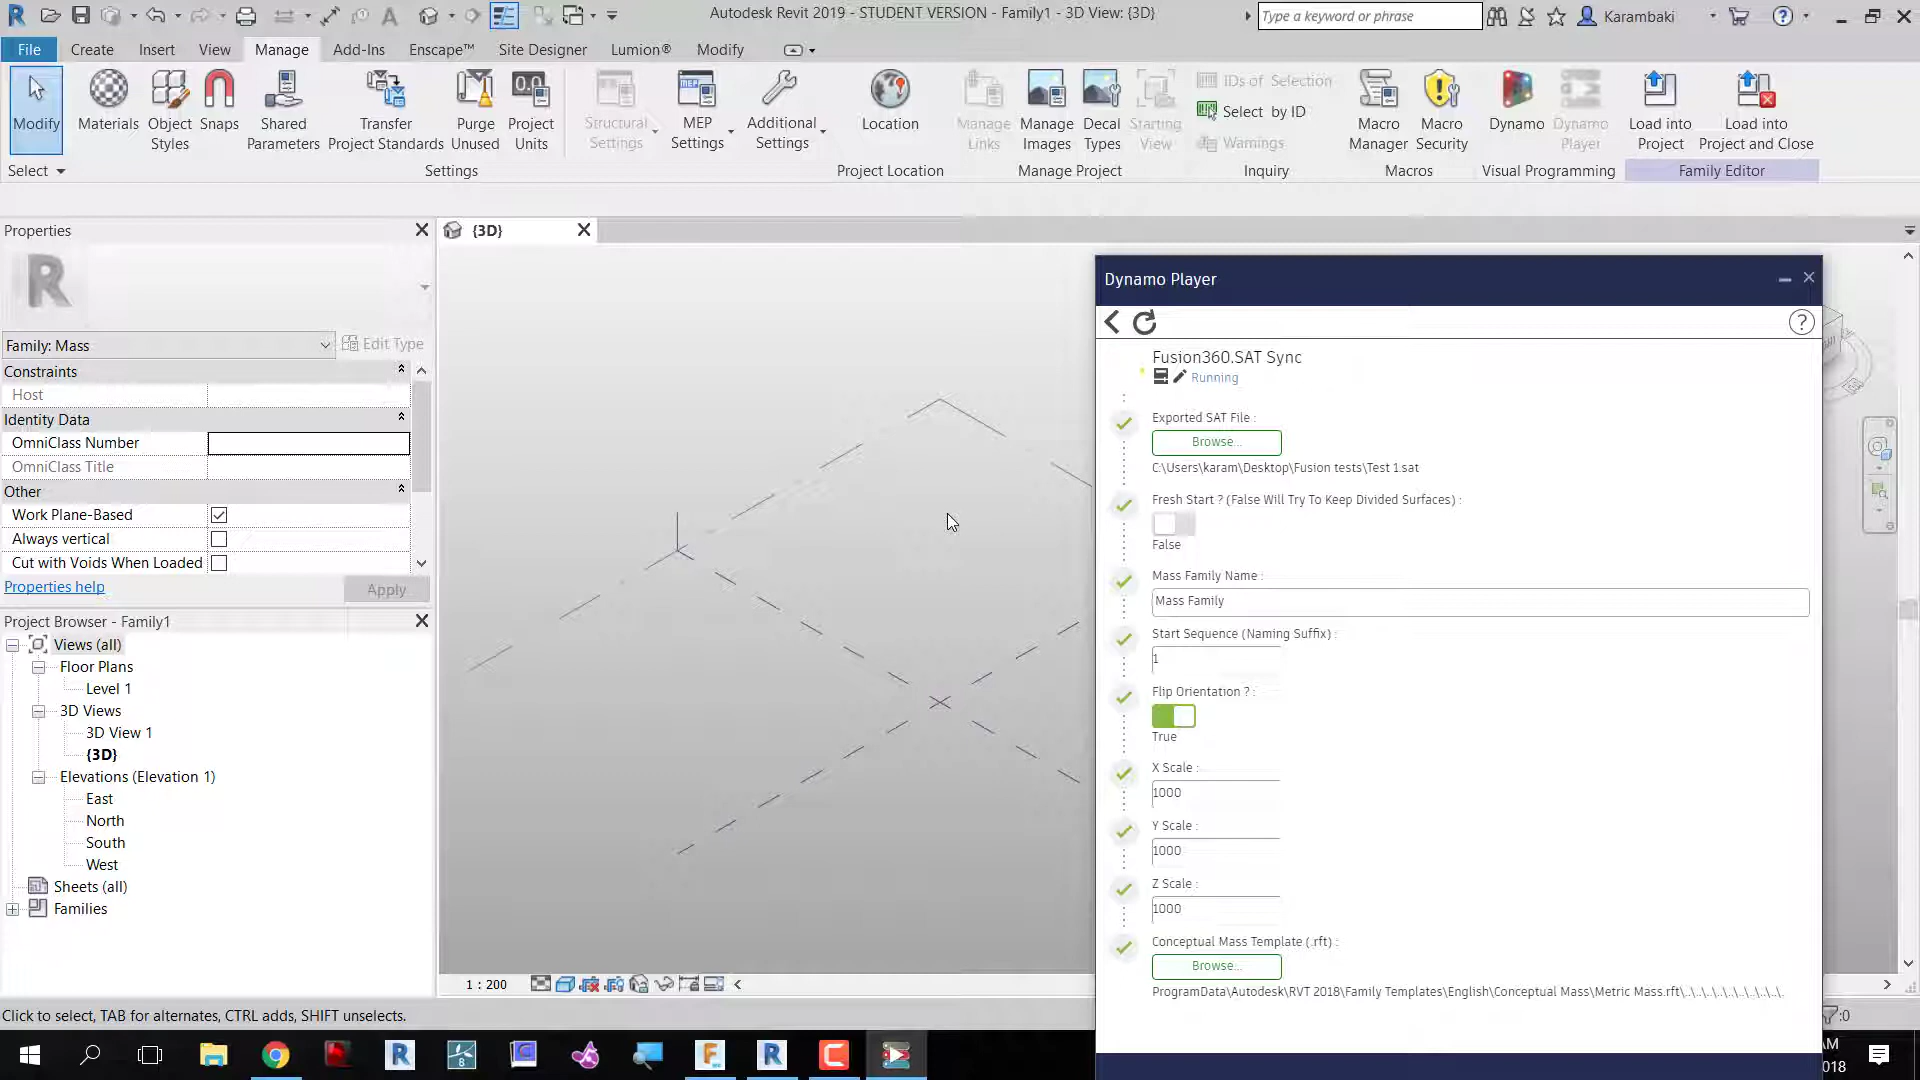 Autodesk Revit 2019 - STUDENT VERSION - Family1 - 3D View: {3D}
Type a keyword or phrase
Karambaki
File Create Insert View Manage Add-Ins Enscape™ Site Designer Lumion® Modify
Modify
Materials
Object Styles
Snaps
Shared Parameters
Transfer Project Standards
Purge Unused
Project Units
Structural Settings
MEP Settings
Additional Settings
Location
Manage Links
Manage Images
Decal Types
Starting View
IDs of Selection
Select by ID
Warnings
Macro Manager
Macro Security
Dynamo
Dynamo Player
Load into Project
Load into Project and Close
Select
Settings
Project Location
Manage Project
Inquiry
Macros
Visual Programming
Family Editor
Properties
{3D}
R
Family: Mass
Edit Type
Constraints
Host
Identity Data
OmniClass Number
OmniClass Title
Other
Work Plane-Based
Always vertical
Cut with Voids When Loaded
Properties help
Apply
Project Browser - Family1
Views (all)
Floor Plans
Level 1
3D Views
3D View 1
{3D}
Elevations (Elevation 1)
East
North
South
West
Sheets (all)
Families
Dynamo Player
Fusion360.SAT Sync
Running
Exported SAT File :
Browse...
C:\Users\karam\Desktop\Fusion tests\Test 1.sat
Fresh Start ? (False Will Try To Keep Divided Surfaces) :
False
Mass Family Name :
Mass Family
Start Sequence (Naming Suffix) :
1
Flip Orientation ? :
True
X Scale :
1000
Y Scale :
1000
Z Scale :
1000
Conceptual Mass Template (.rft) :
Browse...
ProgramData\Autodesk\RVT 2018\Family Templates\English\Conceptual Mass\Metric Mass.rft\..\..\..\..\..\..\..\..\..\.
1 : 200
Click to select, TAB for alternates, CTRL adds, SHIFT unselects.
:0
AM
018